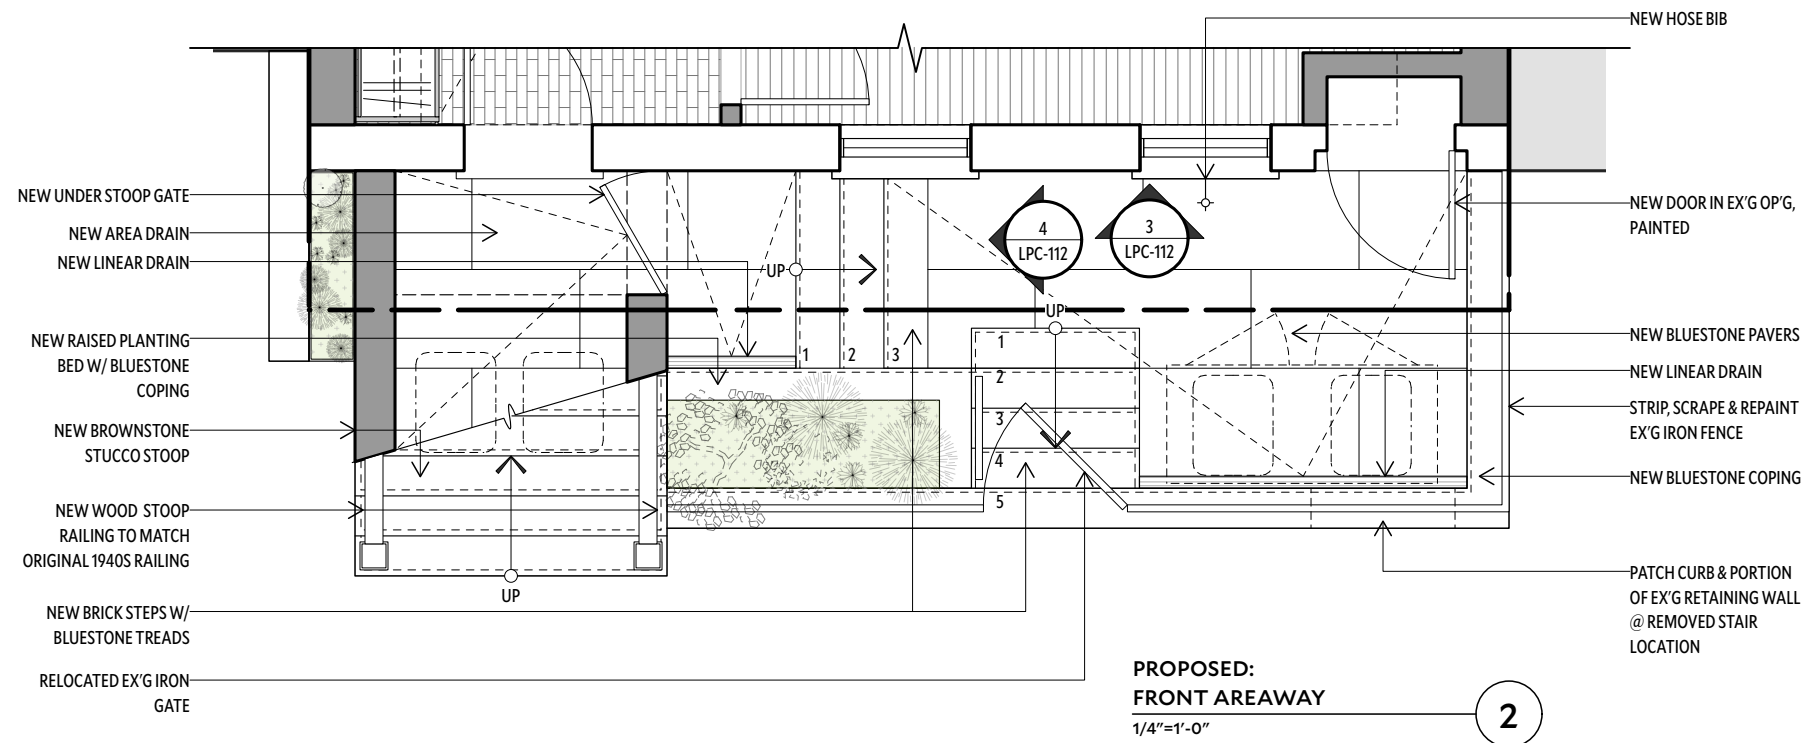 NEW HOSE BIB
NEW UNDER STOOP GATE
NEW AREA DRAIN
NEW LINEAR DRAIN
NEW RAISED PLANTING
BED W/ BLUESTONE
COPING
NEW BROWNSTONE
STUCCO STOOP
NEW WOOD STOOP
RAILING TO MATCH
ORIGINAL 1940S RAILING
NEW BRICK STEPS W/
BLUESTONE TREADS
RELOCATED EX'G IRON
GATE
UP
1
2
3
UP
4
LPC-112
3
LPC-112
UP
1
2
3
4
5
NEW DOOR IN EX'G OP'G,
PAINTED
NEW BLUESTONE PAVERS
NEW LINEAR DRAIN
STRIP, SCRAPE & REPAINT
EX'G IRON FENCE
NEW BLUESTONE COPING
PATCH CURB & PORTION
OF EX'G RETAINING WALL
@ REMOVED STAIR
LOCATION
PROPOSED:
FRONT AREAWAY
1/4"=1'-0"
2